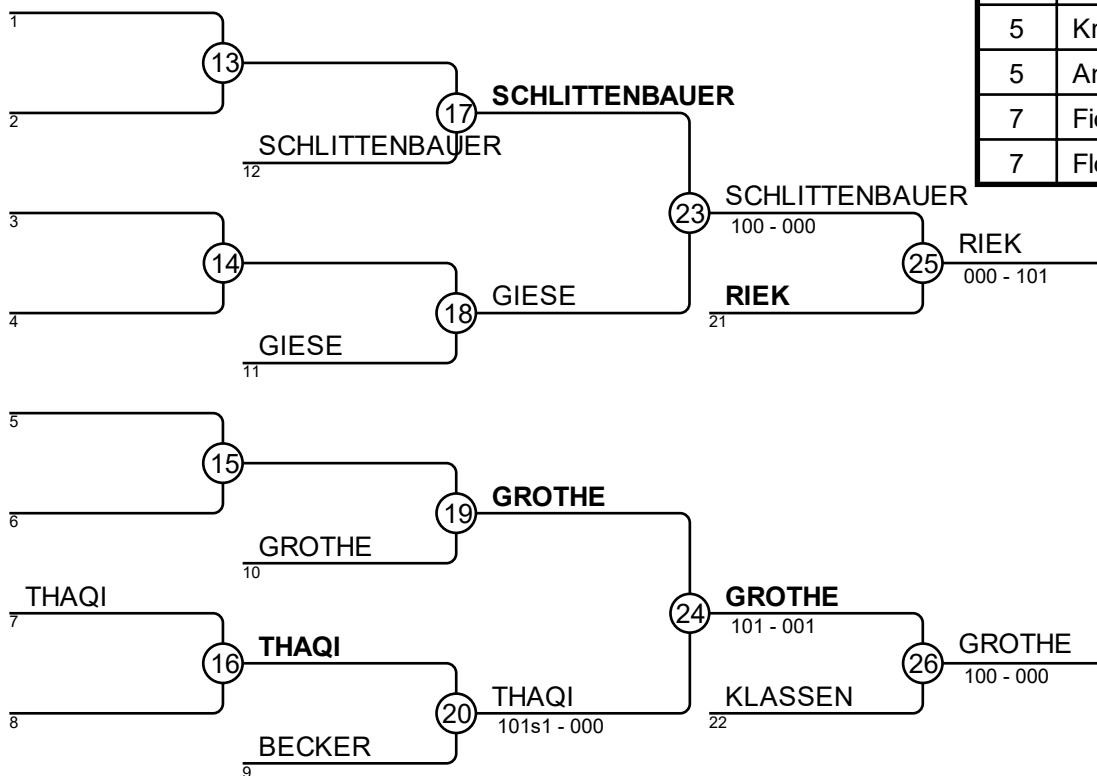 1
13
2
SCHLITTENBAUER
12
17
SCHLITTENBAUER
3
14
4
GIESE
11
18
GIESE
23
SCHLITTENBAUER
100 - 000
RIEK
21
25
RIEK
000 - 101
5
15
6
GROTHE
10
19
GROTHE
THAQI
7
16
8
THAQI
BECKER
9
20
THAQI
101s1 - 000
24
GROTHE
101 - 001
KLASSEN
22
26
GROTHE
100 - 000
5
5
7
7